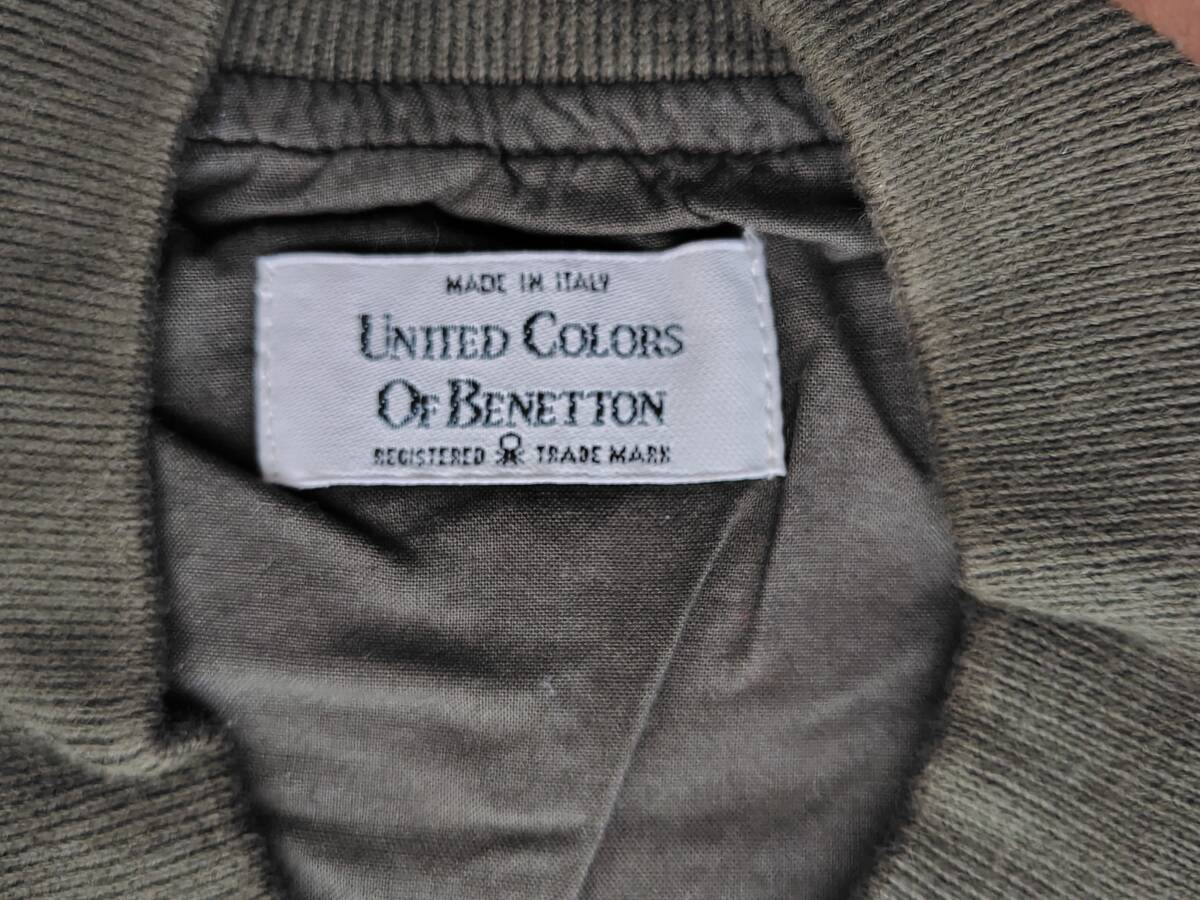 MADE IN ITALY
UNITED COLORS
OF BENETTON
REGISTERED TRADE MARK